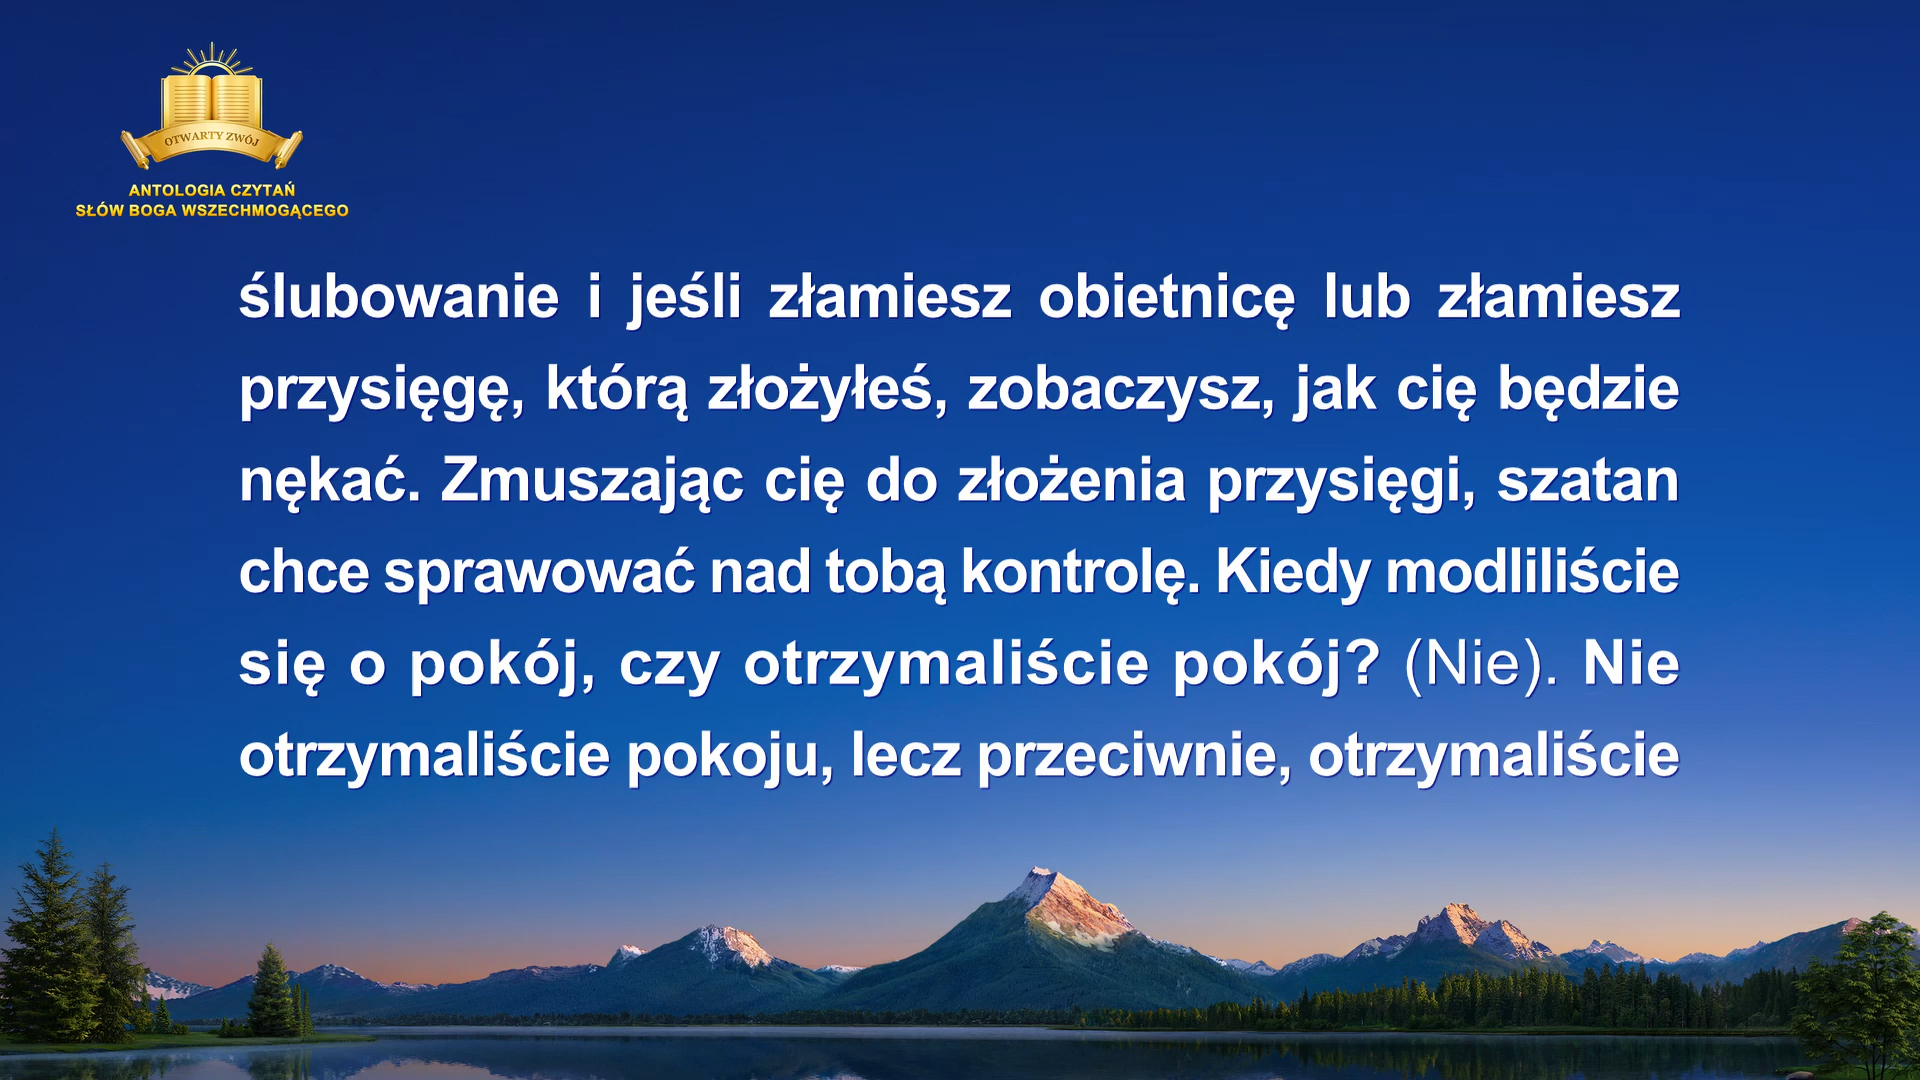 OTWARTY ZWÓJ
ANTOLOGIA CZYTAŃ
SŁÓW BOGA WSZECHMOGĄCEGO
ślubowanie i jeśli złamiesz obietnicę lub złamiesz
przysięgę, którą złożyłeś, zobaczysz, jak cię będzie
nękać. Zmuszając cię do złożenia przysięgi, szatan
chce sprawować nad tobą kontrolę. Kiedy modliliście
się o pokój, czy otrzymaliście pokój? (Nie). Nie
otrzymaliście pokoju, lecz przeciwnie, otrzymaliście